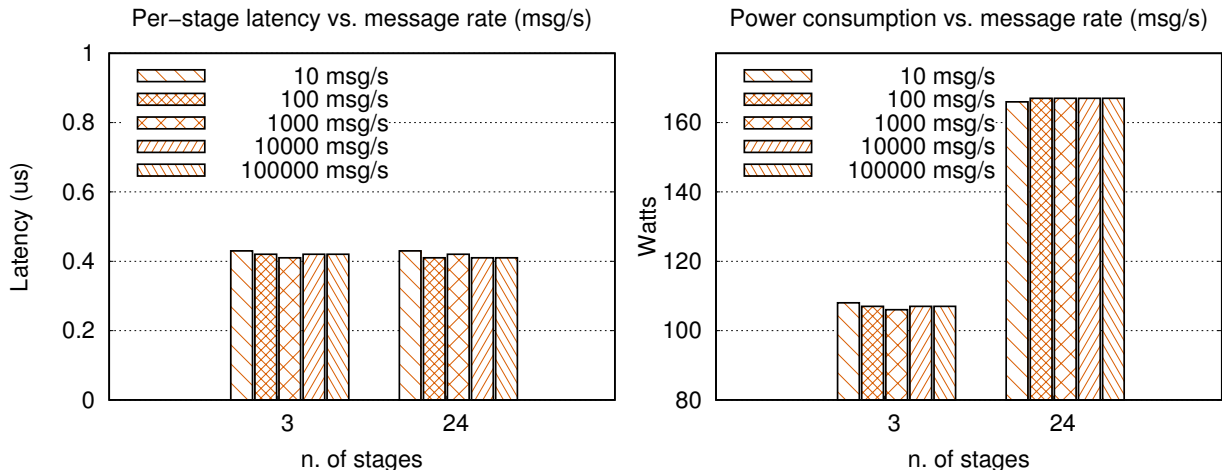 Per−stage latency vs. message rate (msg/s)
1
0.8
0.6
0.4
0.2
0
Latency (us)
10 msg/s
100 msg/s
1000 msg/s
10000 msg/s
100000 msg/s
3 24
n. of stages
Power consumption vs. message rate (msg/s)
160
140
120
100
80
Watts
10 msg/s
100 msg/s
1000 msg/s
10000 msg/s
100000 msg/s
3 24
n. of stages